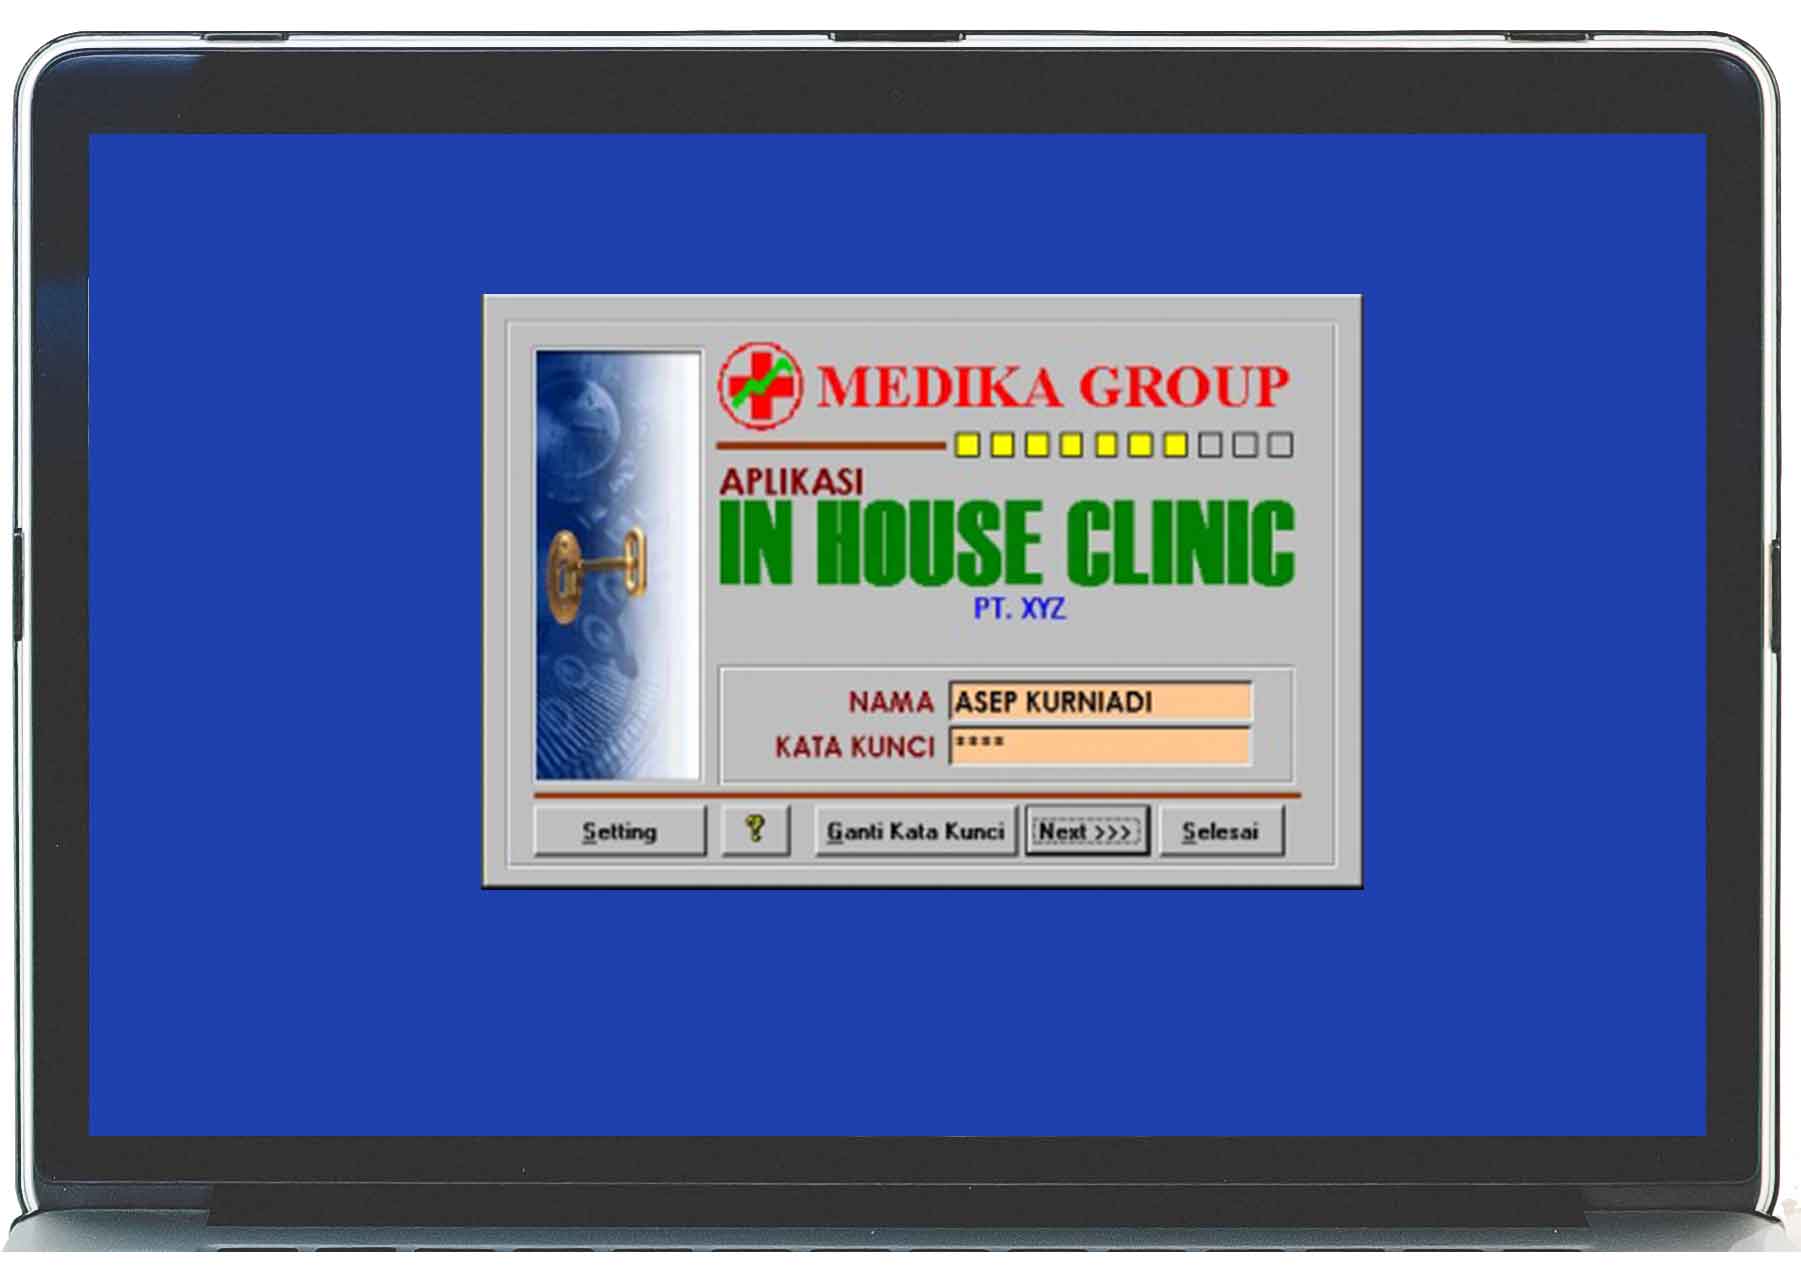 MEDIKA GROUP
APLIKASI
IN HOUSE CLINIC
PT. XYZ
NAMA ASEP KURNIADI
KATA KUNCI ****
Setting ? Ganti Kata Kunci Next >>> Selesai